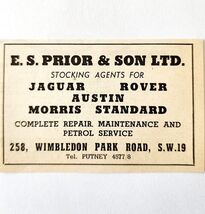 E. S. PRIOR & SON LTD.
STOCKING AGENTS FOR
JAGUAR ROVER
AUSTIN
MORRIS STANDARD
COMPLETE REPAIR, MAINTENANCE AND
PETROL SERVICE
258, WIMBLEDON PARK ROAD, S.W.19
Tel. PUTNEY 4577/8